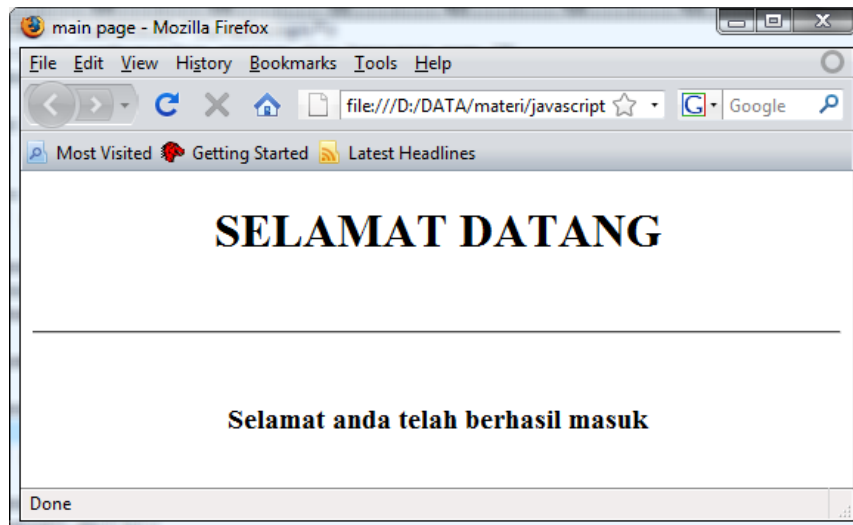 main page - Mozilla Firefox
File Edit View History Bookmarks Tools Help
file:///D:/DATA/materi/javascript G Google
Most Visited Getting Started Latest Headlines
SELAMAT DATANG
Selamat anda telah berhasil masuk
Done